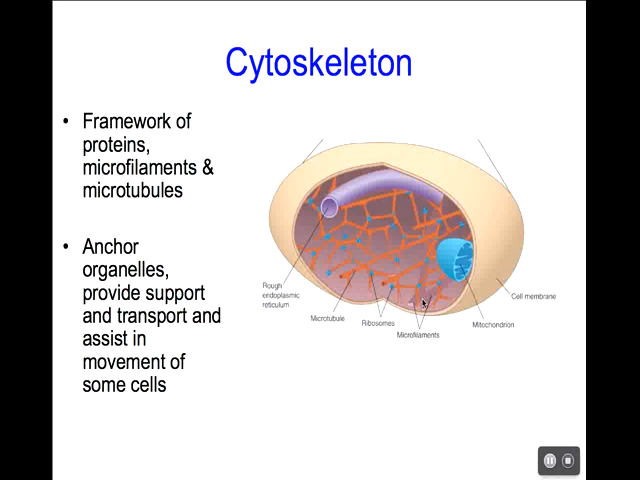 Cytoskeleton
• Framework of
proteins,
microfilaments &
microtubules
• Anchor
organelles,
provide support
and transport and
assist in
movement of
some cells
Rough
endoplasmic
reticulum
Microtubule
Ribosomes
Microfilaments
Mitochondrion
Cell membrane